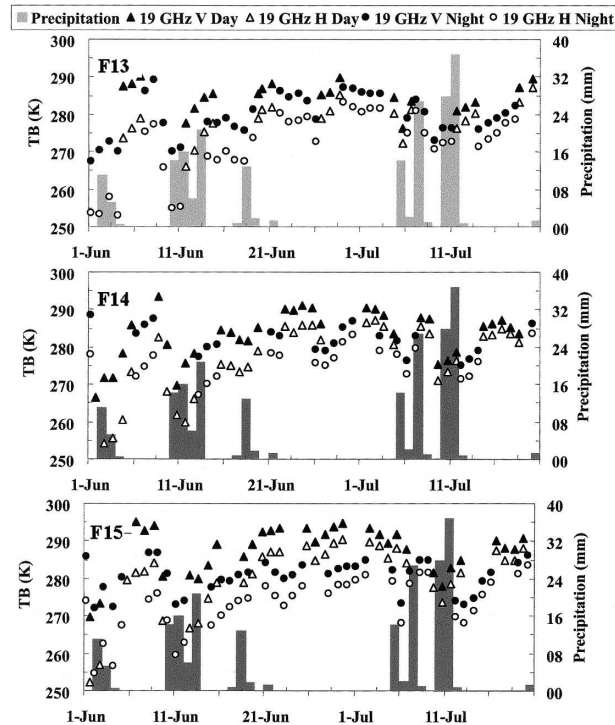 Precipitation ▲ 19 GHz V Day △ 19 GHz H Day ● 19 GHz V Night ○ 19 GHz H Night
F13
300
290
280
270
260
250
TB (K)
40
32
24
16
08
00
Precipitation (mm)
1-Jun 11-Jun 21-Jun 1-Jul 11-Jul
F14
300
290
280
270
260
250
TB (K)
40
32
24
16
08
00
Precipitation (mm)
1-Jun 11-Jun 21-Jun 1-Jul 11-Jul
F15
300
290
280
270
260
250
TB (K)
40
32
24
16
08
00
Precipitation (mm)
1-Jun 11-Jun 21-Jun 1-Jul 11-Jul